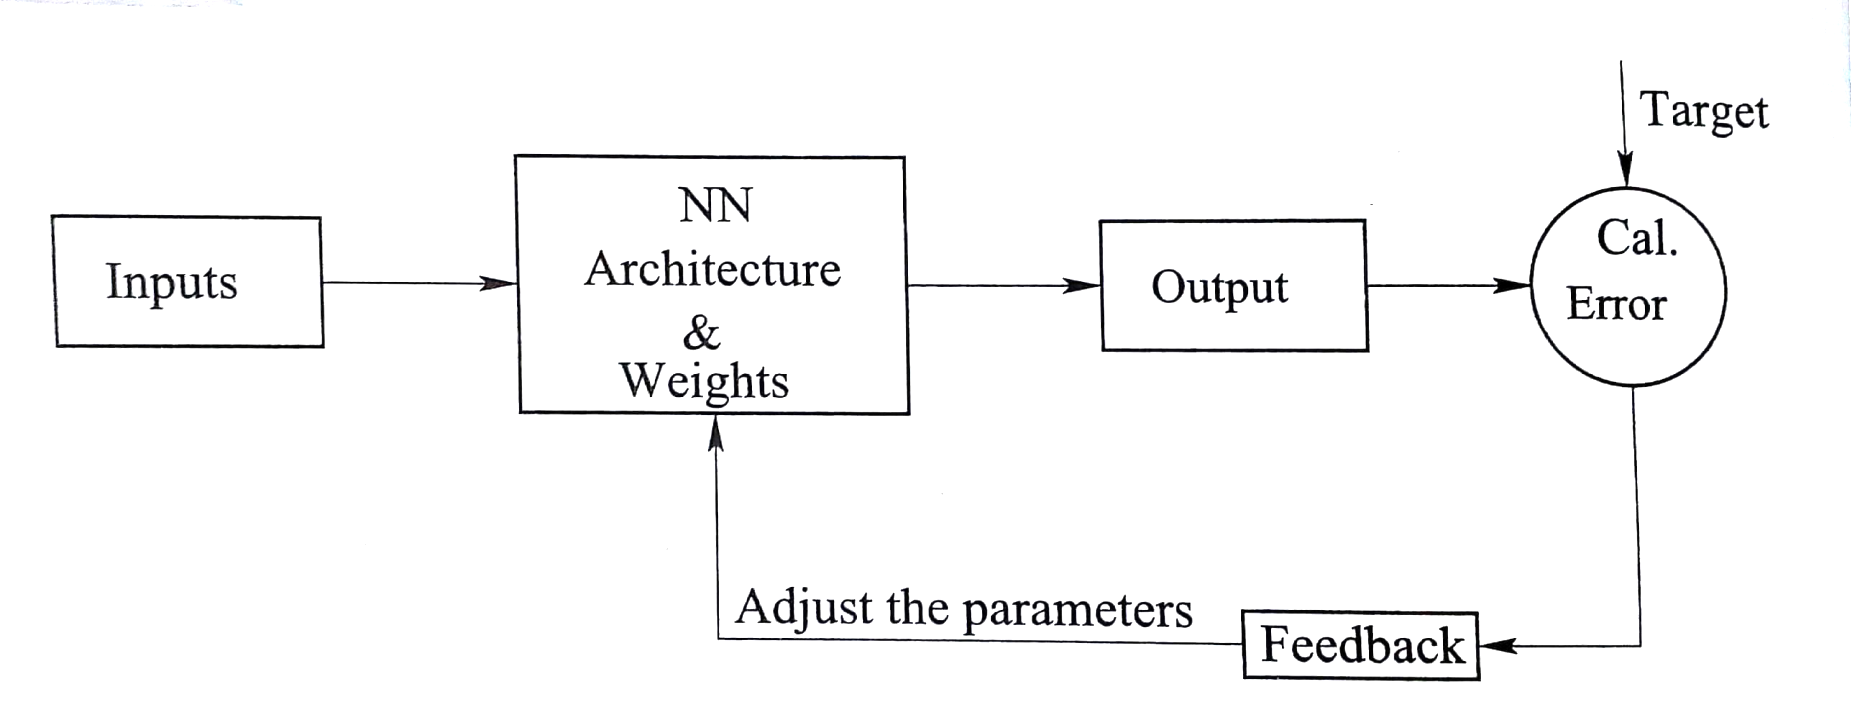 Target
NN
Cal.
Architecture
Inputs
Output
Error
&
Weights
Adjust the parameters
Feedback